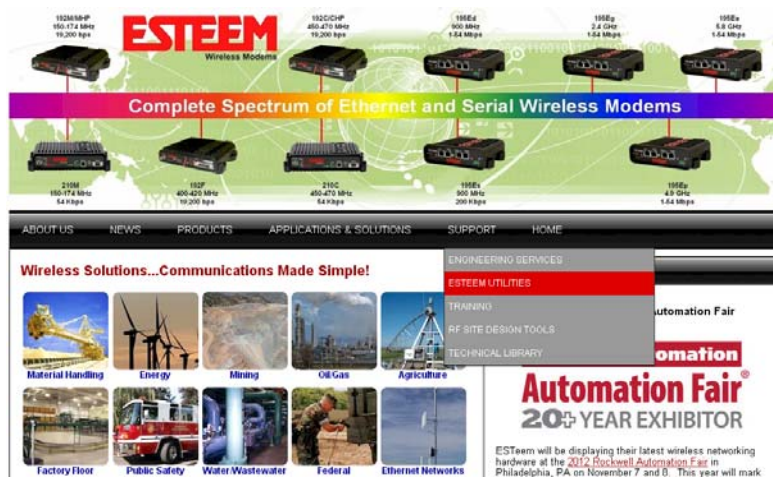 192M/MHP
150-174 MHz
19,200 bps
ESTEEM
Wireless Modems
192C/CHP
450-470 MHz
19,200 bps
195Ed
900 MHz
1-54 Mbps
195Eg
2.4 GHz
1-54 Mbps
195Ea
5.8 GHz
1-54 Mbps
Complete Spectrum of Ethernet and Serial Wireless Modems
210M
150-174 MHz
54 Kbps
192F
400-420 MHz
19,200 bps
210C
450-470 MHz
54 Kbps
195Es
900 MHz
200 Kbps
195Ep
4.9 GHz
1-54 Mbps
ABOUT US NEWS PRODUCTS APPLICATIONS & SOLUTIONS SUPPORT HOME
ENGINEERING SERVICES
ESTEEM UTILITIES
TRAINING
RF SITE DESIGN TOOLS
TECHNICAL LIBRARY
Wireless Solutions...Communications Made Simple!
Material Handling Energy Mining Oil/Gas Agriculture
Factory Floor Public Safety Water/Wastewater Federal Ethernet Networks
Automation Fair
omation
Automation Fair®
20+ YEAR EXHIBITOR
ESTeem will be displaying their latest wireless networking
hardware at the 2012 Rockwell Automation Fair in
Philadelphia, PA on November 7 and 8. This year will mark